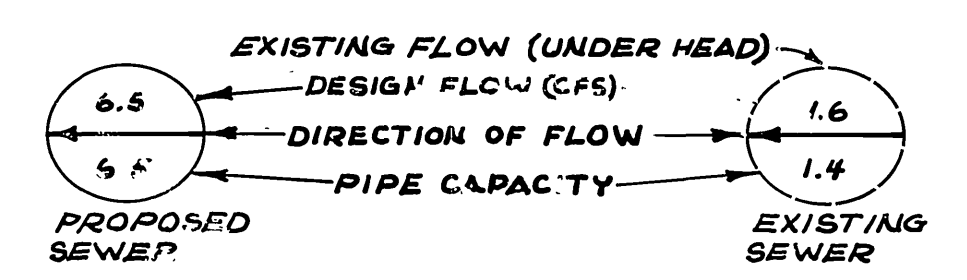 EXISTING FLOW (UNDER HEAD)
DESIGN FLOW (CFS)
6.5
1.6
DIRECTION OF FLOW
1.4
PIPE CAPACITY
PROPOSED
SEWER
EXISTING
SEWER